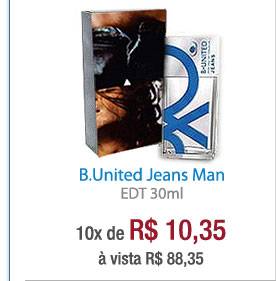 B·UNITED
JEANS
B.United Jeans Man
EDT 30ml
10x de R$ 10,35
à vista R$ 88,35